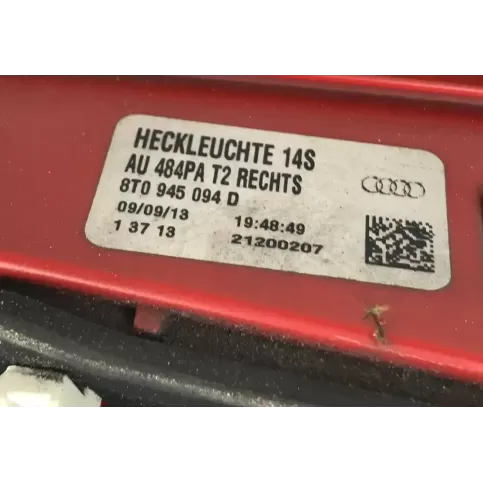 HECKLEUCHTE 14S
AU 484PA T2 RECHTS
8T0 945 094 D
09/09/13 19:48:49
1 37 13 21200207